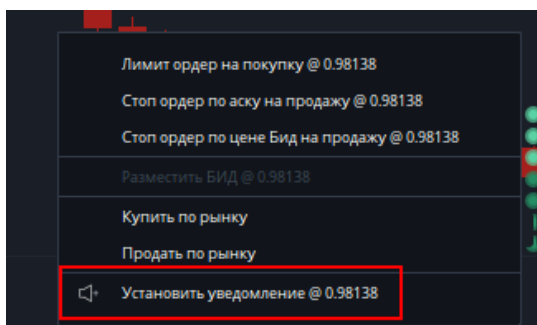 Лимит ордер на покупку @ 0.98138
Стоп ордер по аску на продажу @ 0.98138
Стоп ордер по цене Бид на продажу @ 0.98138
Разместить БИД @ 0.98138
Купить по рынку
Продать по рынку
Установить уведомление @ 0.98138